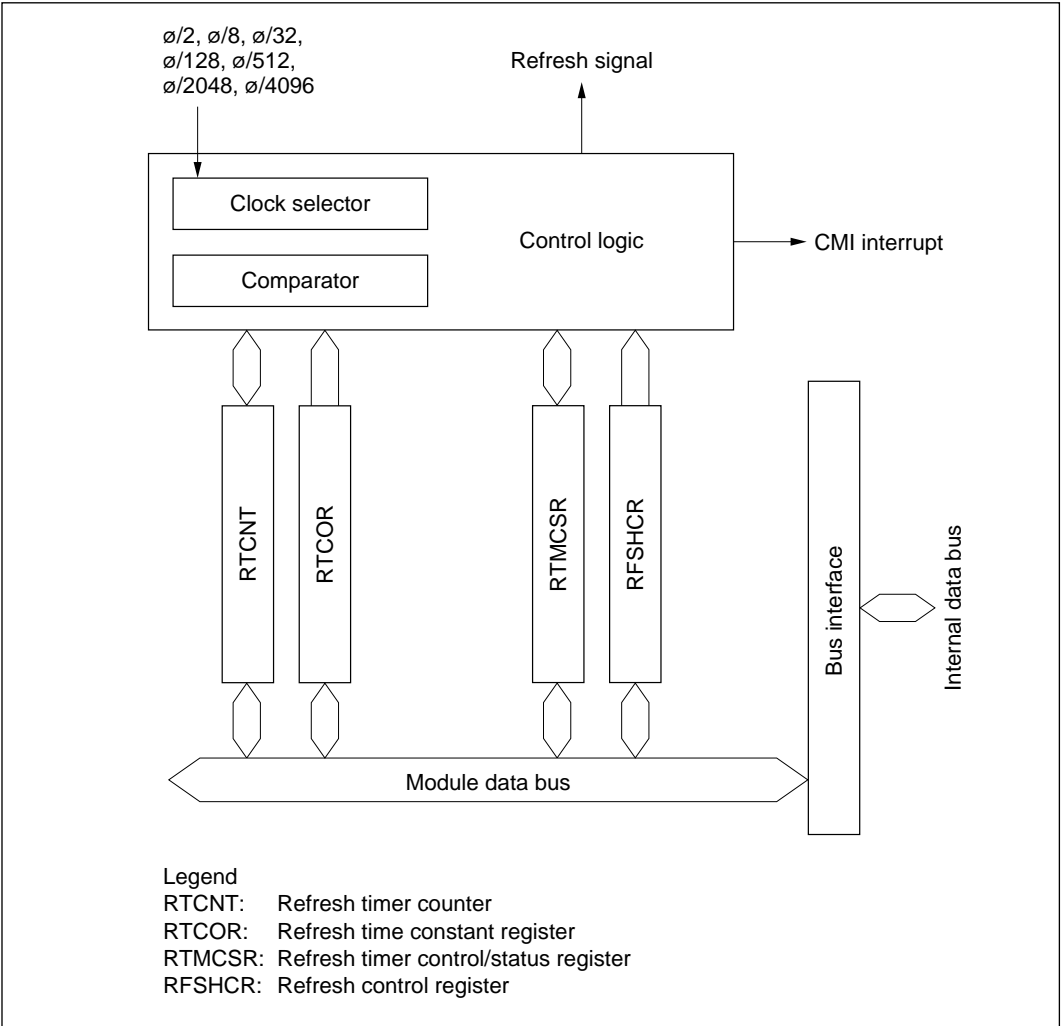 ø/2, ø/8, ø/32,
ø/128, ø/512,
ø/2048, ø/4096
Refresh signal
Clock selector
Comparator
Control logic
CMI interrupt
RTCNT
RTCOR
RTMCSR
RFSHCR
Bus interface
Internal data bus
Module data bus
Legend
RTCNT: Refresh timer counter
RTCOR: Refresh time constant register
RTMCSR: Refresh timer control/status register
RFSHCR: Refresh control register